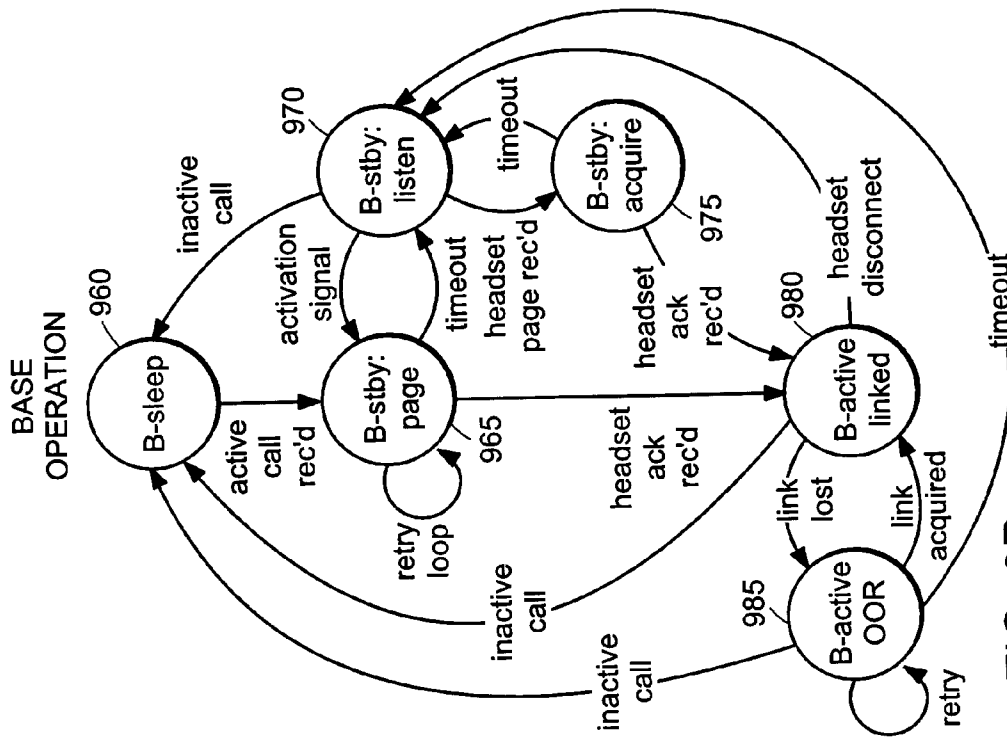 BASE
OPERATION
960
B-sleep
inactive
call
970
B-stby:
listen
activation
signal
active
call
rec'd
B-stby:
page
965
retry
loop
timeout
headset
page rec'd
timeout
B-stby:
acquire
975
headset
ack
rec'd
headset
ack
rec'd
980
B-active
linked
headset
disconnect
inactive
call
inactive
call
link
lost
link
acquired
985
B-active
OOR
retry
timeout